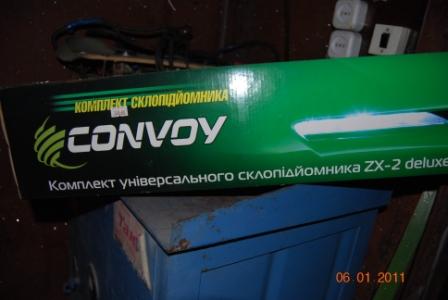 КОМПЛЕКТ СКЛОПІДЙОМНИКА
CONVOY
Комплект універсального склопідйомника ZX-2 deluxe
06.01.2011